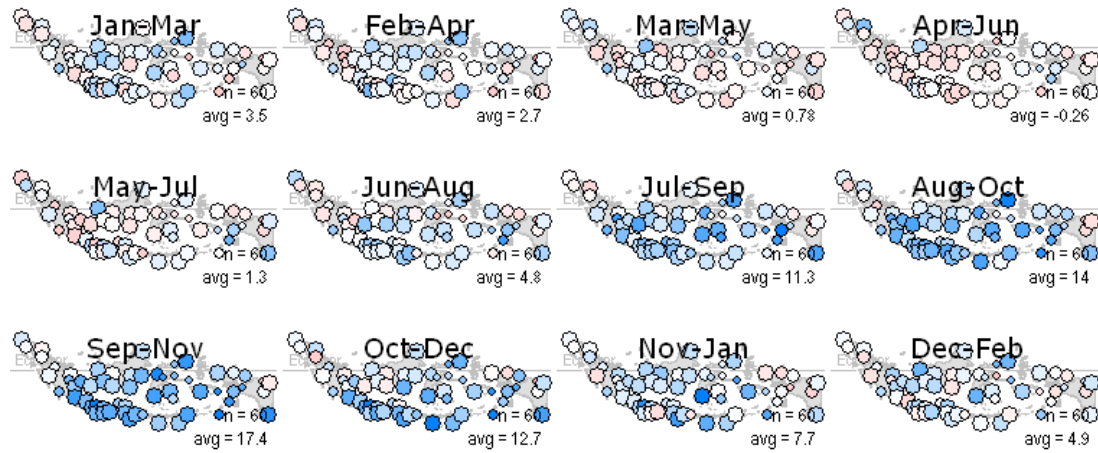 Jan-Mar
n = 60
avg = 3.5
Feb-Apr
n = 60
avg = 2.7
Mar-May
n = 60
avg = 0.78
Apr-Jun
n = 60
avg = -0.26
May-Jul
n = 60
avg = 1.3
Jun-Aug
n = 60
avg = 4.8
Jul-Sep
n = 60
avg = 11.3
Aug-Oct
n = 60
avg = 14
Sep-Nov
n = 60
avg = 17.4
Oct-Dec
n = 60
avg = 12.7
Nov-Jan
n = 60
avg = 7.7
Dec-Feb
n = 60
avg = 4.9